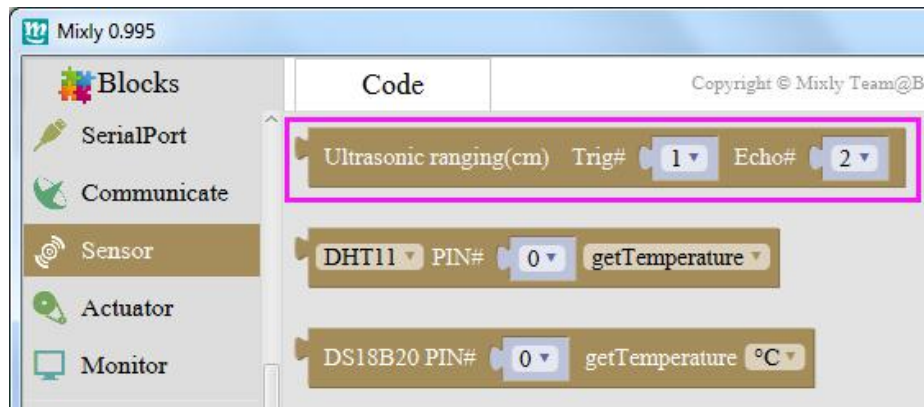 Mixly 0.995
Blocks
Code
Copyright © Mixly Team@B
SerialPort
Communicate
Sensor
Actuator
Monitor
Ultrasonic ranging(cm) Trig# 1 Echo# 2
DHT11 PIN# 0 getTemperature
DS18B20 PIN# 0 getTemperature °C